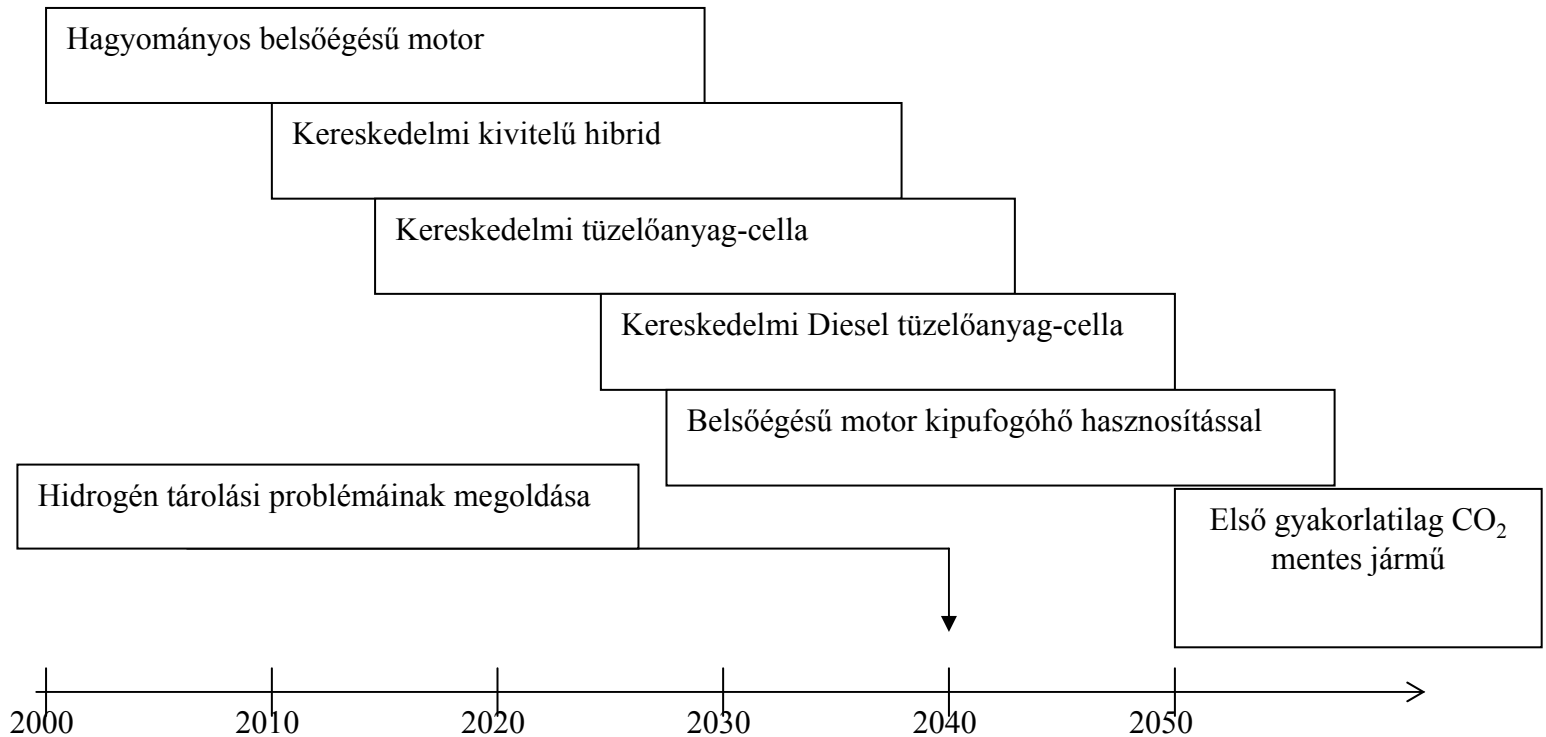 Hagyományos belsőégésű motor
Kereskedelmi kivitelű hibrid
Kereskedelmi tüzelőanyag-cella
Kereskedelmi Diesel tüzelőanyag-cella
Belsőégésű motor kipufogóhő hasznosítással
Hidrogén tárolási problémáinak megoldása
Első gyakorlatilag CO₂
mentes jármű
2000 2010 2020 2030 2040 2050